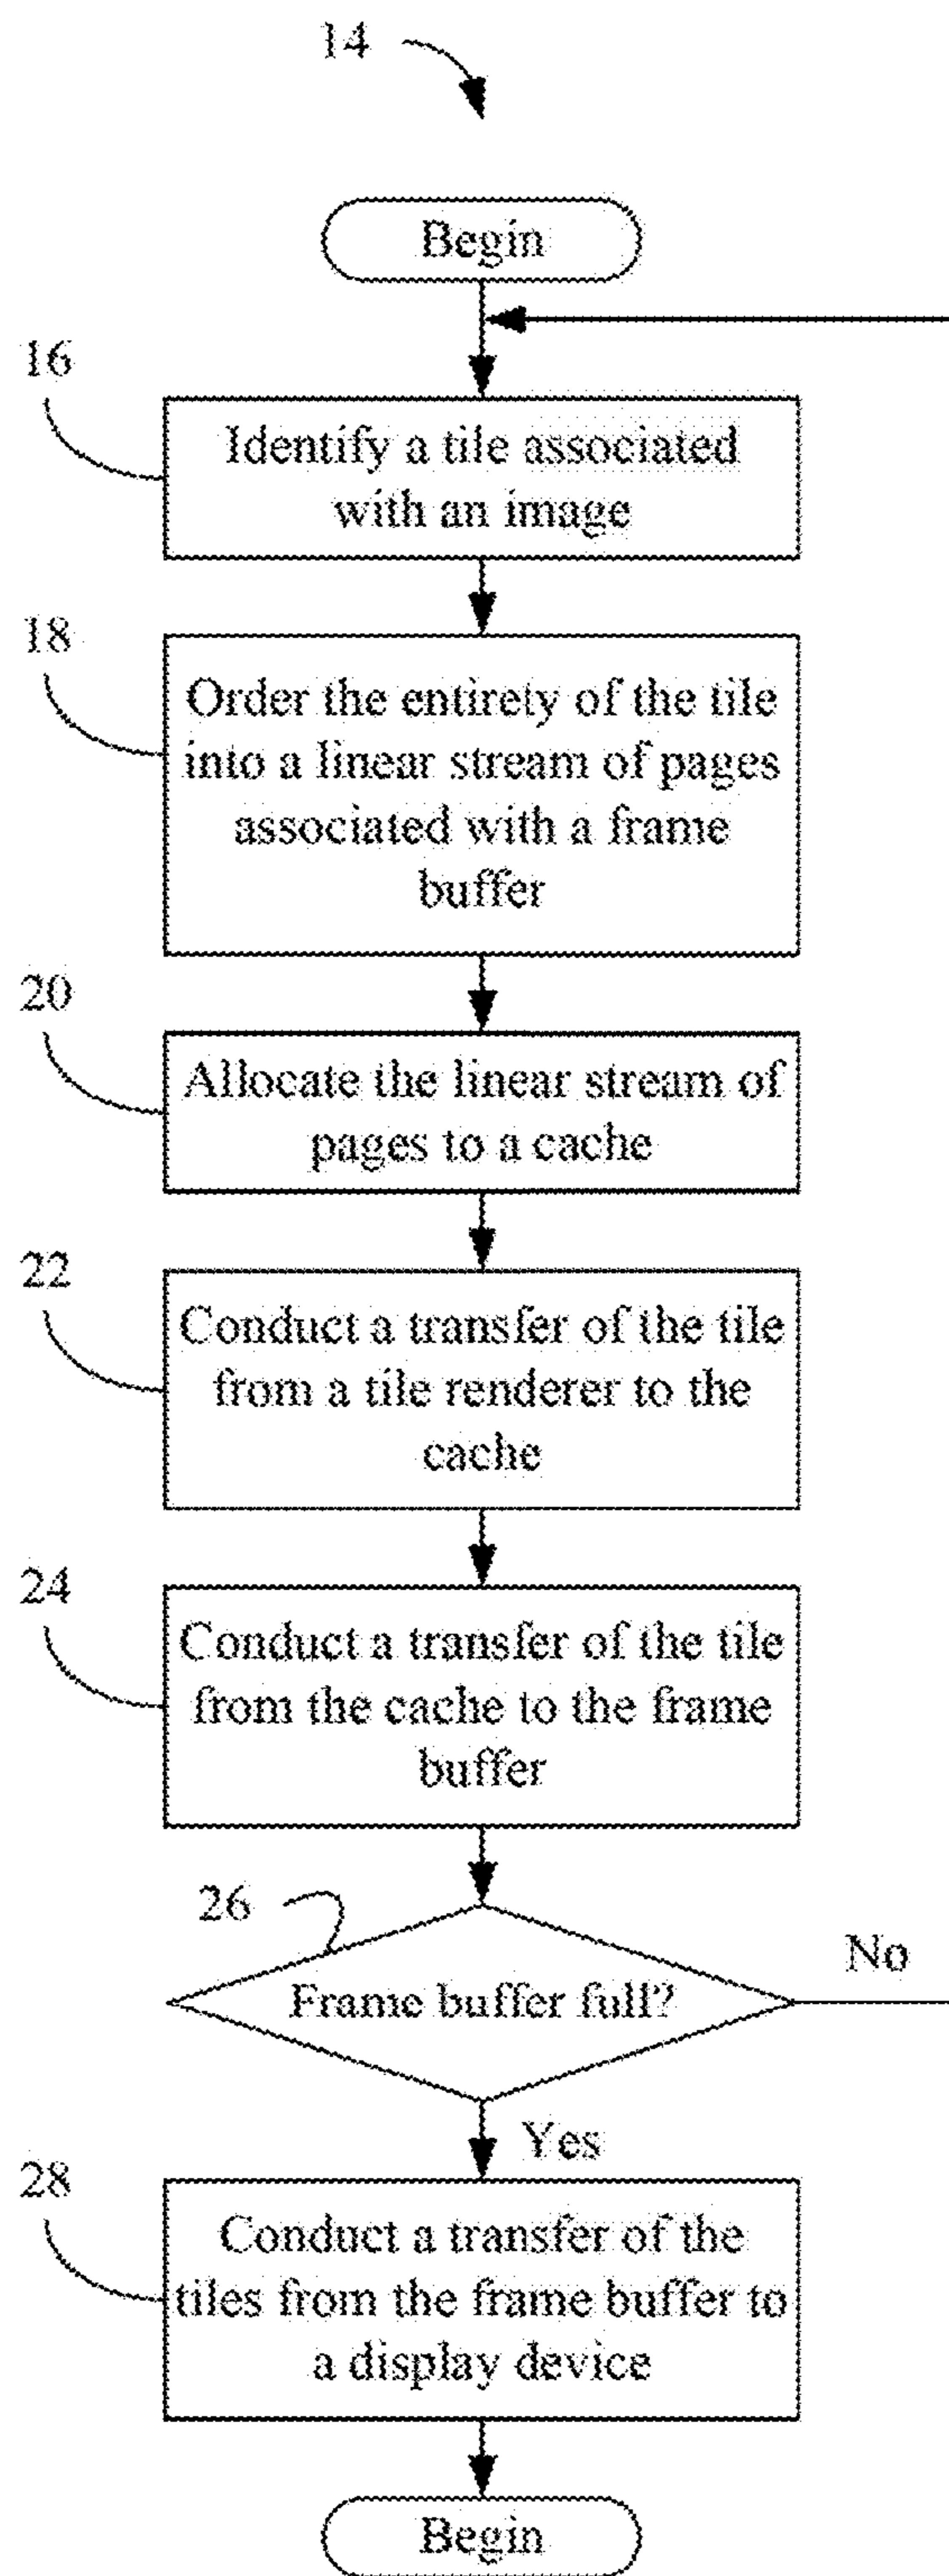 14
Begin
16
Identify a tile associated
with an image
18
Order the entirety of the tile
into a linear stream of pages
associated with a frame
buffer
20
Allocate the linear stream of
pages to a cache
22
Conduct a transfer of the tile
from a tile renderer to the
cache
24
Conduct a transfer of the tile
from the cache to the frame
buffer
26
No
Frame buffer full?
Yes
28
Conduct a transfer of the
tiles from the frame buffer to
a display device
Begin